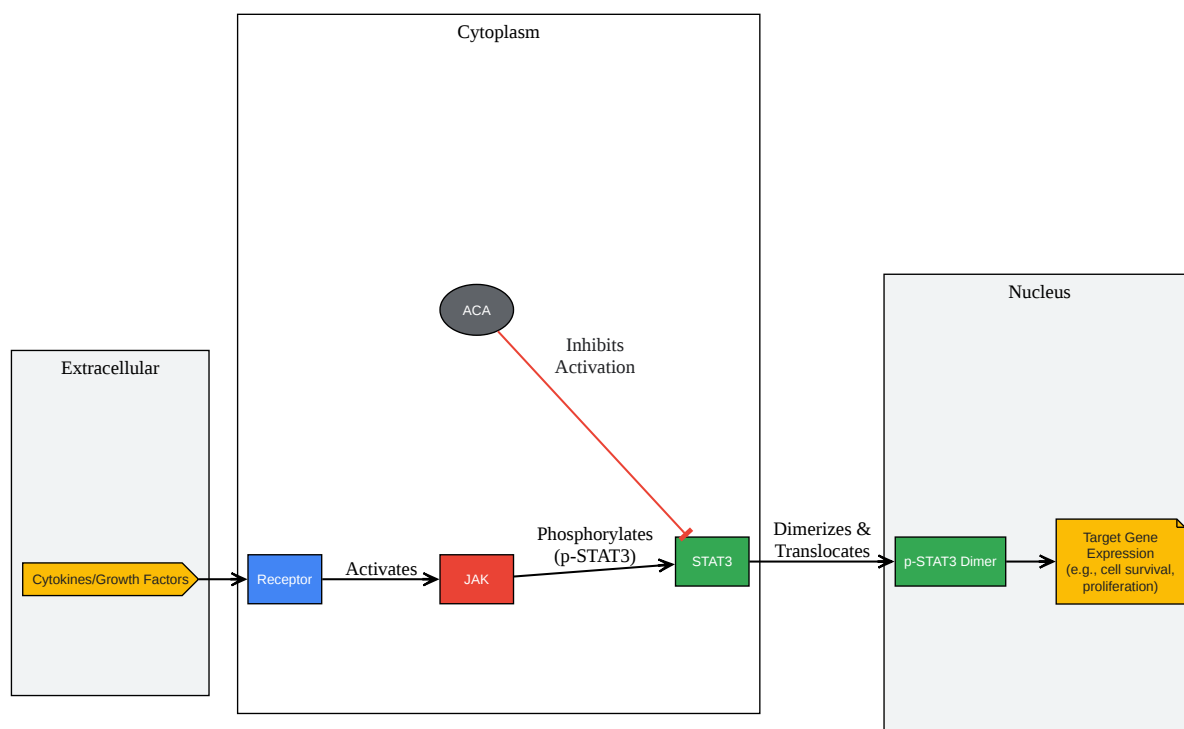 Cytoplasm
Nucleus
ACA
Inhibits
Activation
Extracellular
Cytokines/Growth Factors
Receptor
Activates
JAK
Phosphorylates
(p-STAT3)
STAT3
Dimerizes &
Translocates
p-STAT3 Dimer
Target Gene
Expression
(e.g., cell survival,
proliferation)